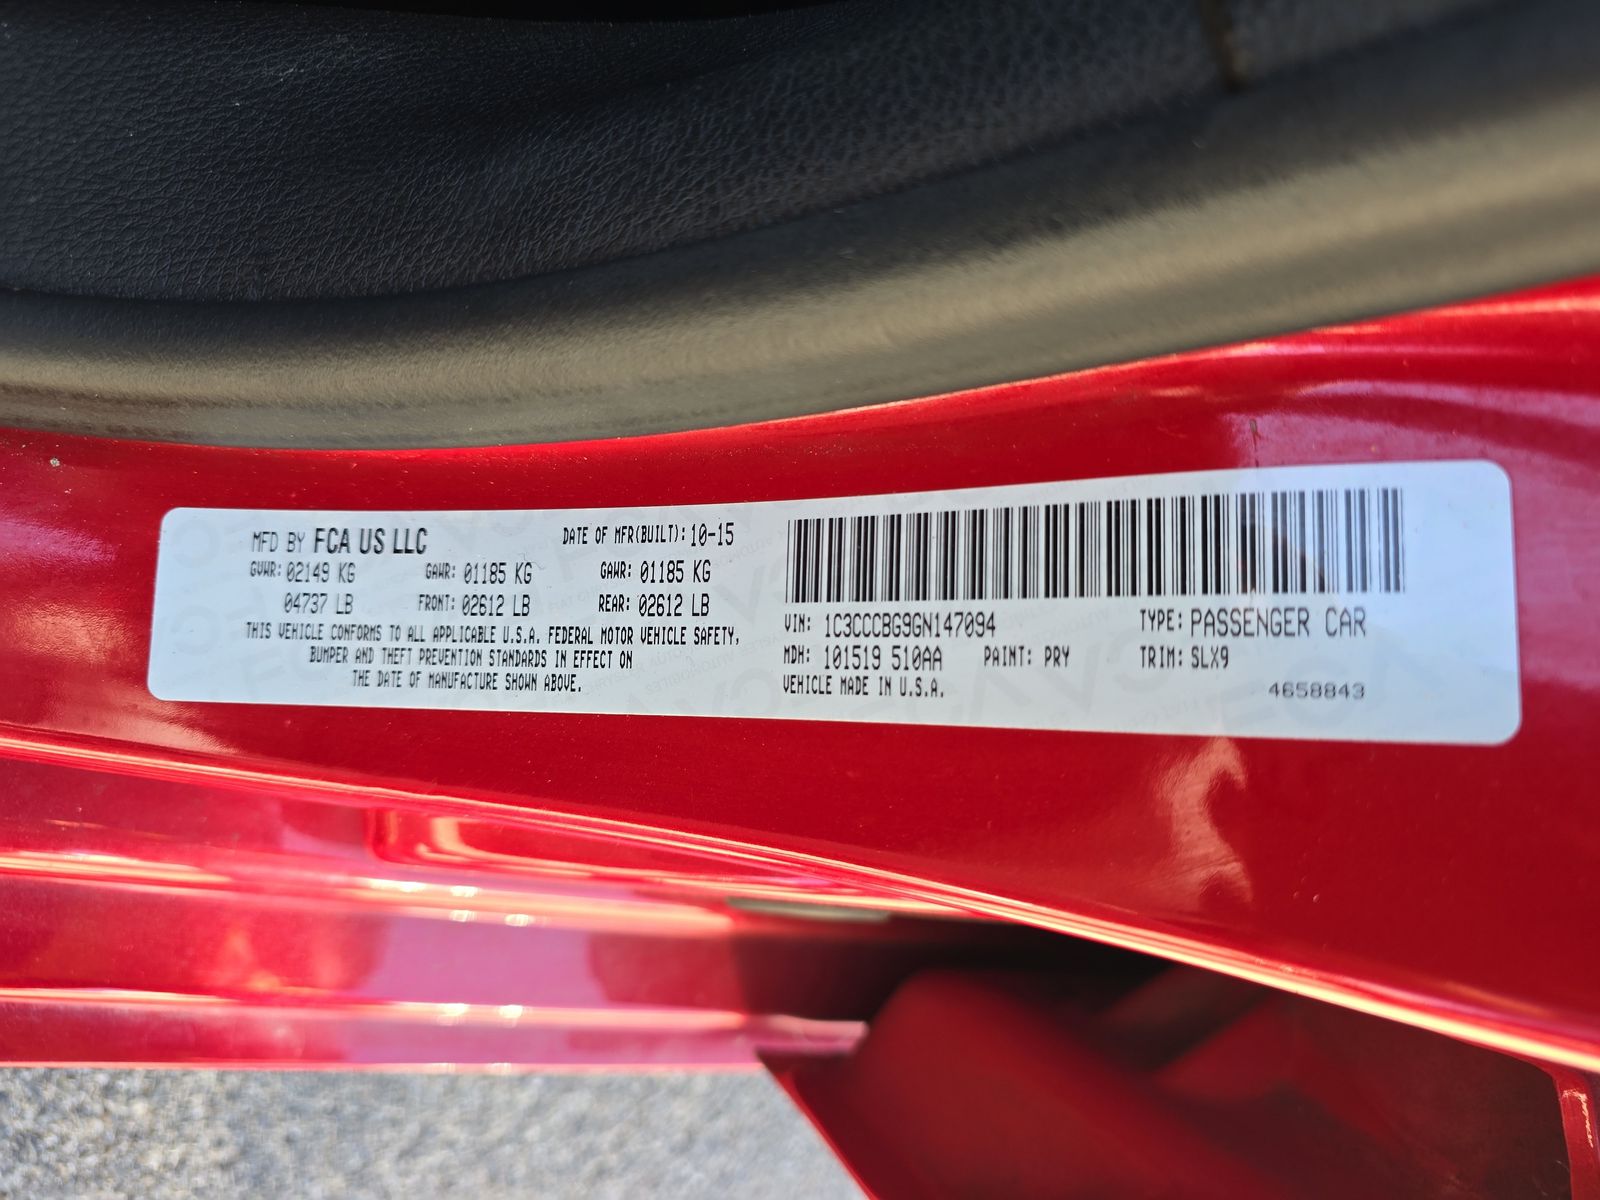 MFD BY FCA US LLC DATE OF MFR(BUILT): 10-15
GVWR: 02149 KG GAWR: 01185 KG GAWR: 01185 KG
04737 LB FRONT: 02612 LB REAR: 02612 LB
THIS VEHICLE CONFORMS TO ALL APPLICABLE U.S.A. FEDERAL MOTOR VEHICLE SAFETY,
BUMPER AND THEFT PREVENTION STANDARDS IN EFFECT ON
THE DATE OF MANUFACTURE SHOWN ABOVE.
VIN: 1C3CCCBG9GN147094 TYPE: PASSENGER CAR
MDH: 101519 510AA PAINT: PRY TRIM: SLX9
VEHICLE MADE IN U.S.A. 4658843